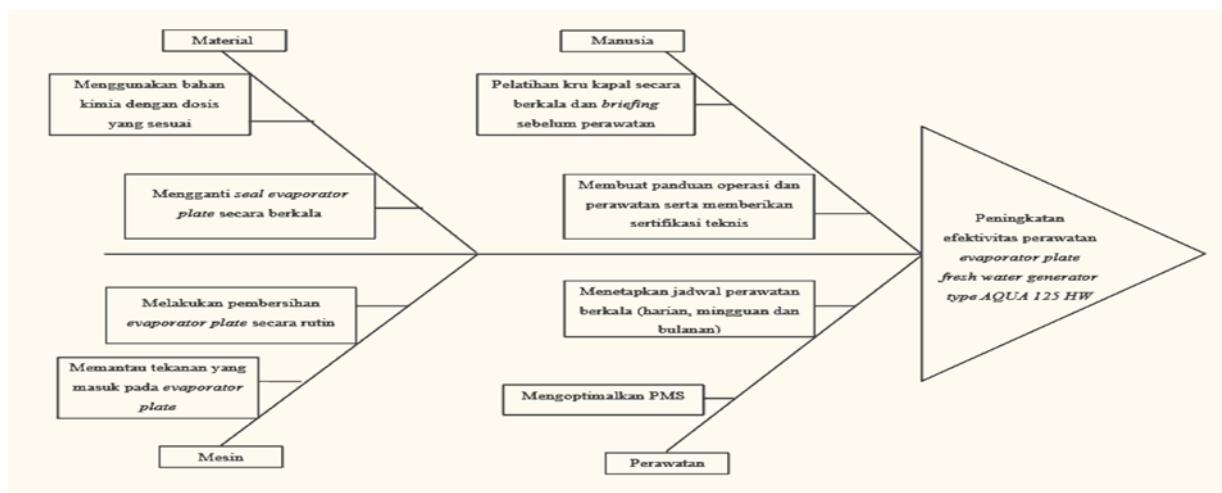 Material
Menggunakan bahan
kimia dengan dosis
yang sesuai
Mengganti seal evaporator
plate secara berkala
Manusia
Pelatihan kru kapal secara
berkala dan briefing
sebelum perawatan
Membuat panduan operasi dan
perawatan serta memberikan
sertifikasi teknis
Melakukan pembersihan
evaporator plate secara rutin
Memantau tekanan yang
masuk pada evaporator
plate
Mesin
Menetapkan jadwal perawatan
berkala (harian, mingguan dan
bulanan)
Mengoptimalkan PMS
Perawatan
Peningkatan
efektivitas perawatan
evaporator plate
fresh water generator
type AQUA 125 HW